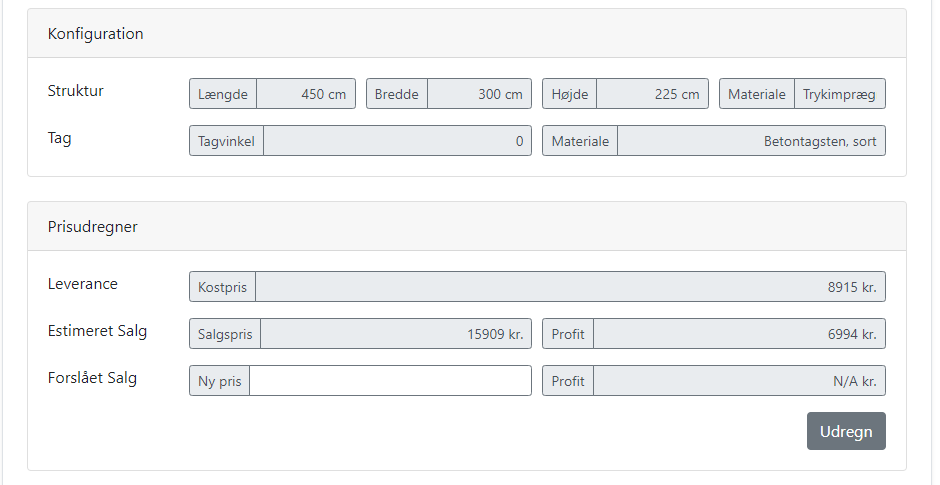 Konfiguration
Struktur Længde 450 cm Bredde 300 cm Højde 225 cm Materiale Trykimpræg
Tag Tagvinkel 0 Materiale Betontagsten, sort
Prisudregner
Leverance Kostpris 8915 kr.
Estimeret Salg Salgspris 15909 kr. Profit 6994 kr.
Forslået Salg Ny pris Profit N/A kr.
Udregn